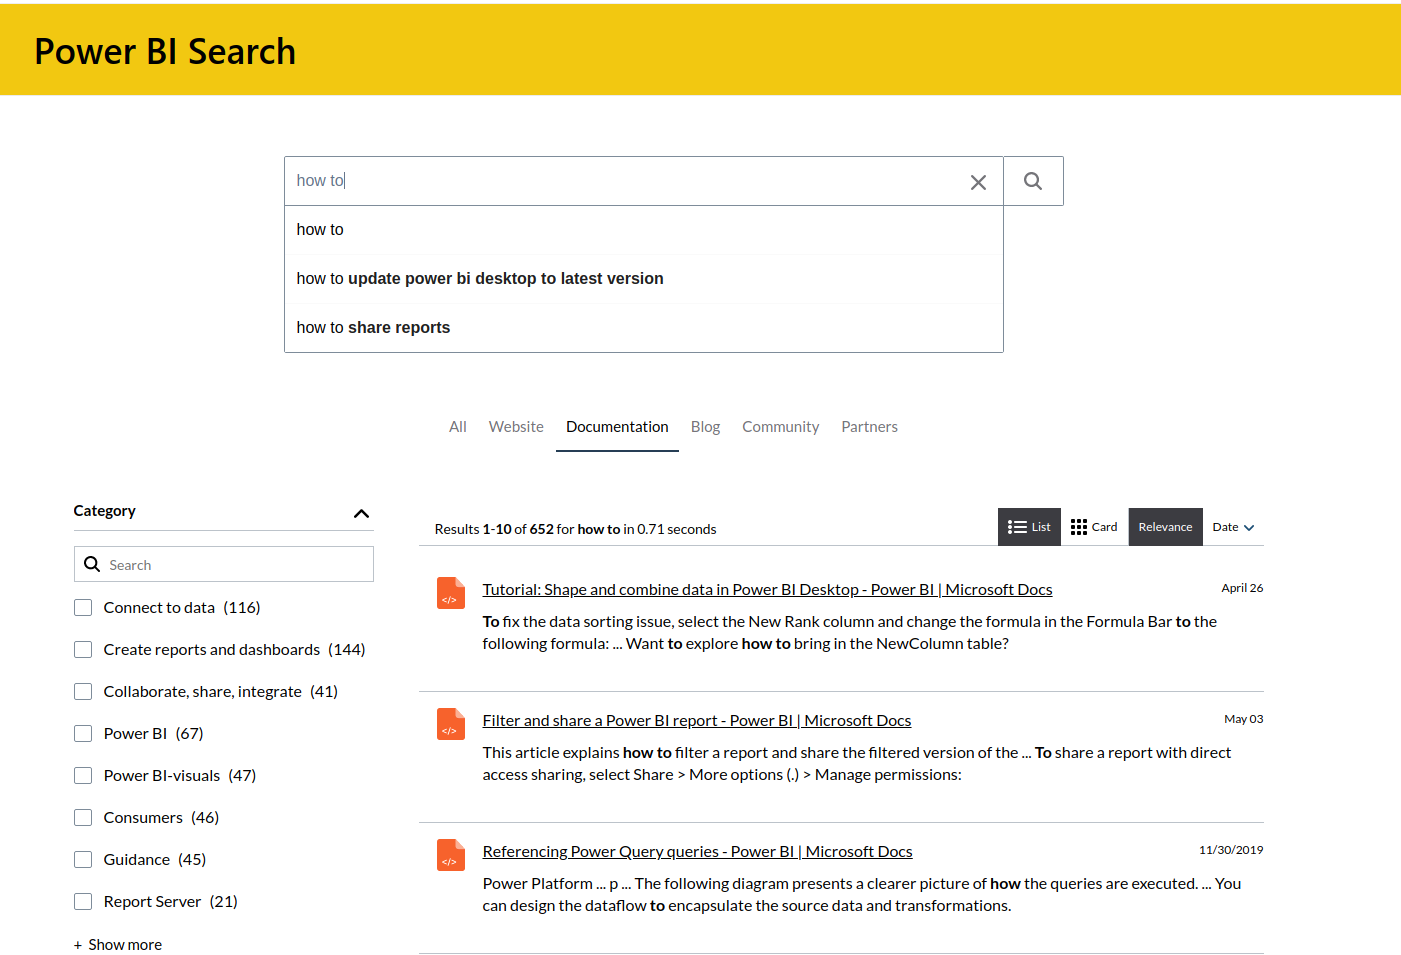 Power BI Search
how to
how to
how to update power bi desktop to latest version
how to share reports
All Website Documentation Blog Community Partners
Category
Search
Connect to data (116)
Create reports and dashboards (144)
Collaborate, share, integrate (41)
Power BI (67)
Power BI-visuals (47)
Consumers (46)
Guidance (45)
Report Server (21)
+ Show more
Results 1-10 of 652 for how to in 0.71 seconds
List Card Relevance Date
Tutorial: Shape and combine data in Power BI Desktop - Power BI | Microsoft Docs April 26
To fix the data sorting issue, select the New Rank column and change the formula in the Formula Bar to the
following formula: ... Want to explore how to bring in the NewColumn table?
Filter and share a Power BI report - Power BI | Microsoft Docs May 03
This article explains how to filter a report and share the filtered version of the ... To share a report with direct
access sharing, select Share > More options (.) > Manage permissions:
Referencing Power Query queries - Power BI | Microsoft Docs 11/30/2019
Power Platform ... p ... The following diagram presents a clearer picture of how the queries are executed. ... You
can design the dataflow to encapsulate the source data and transformations.